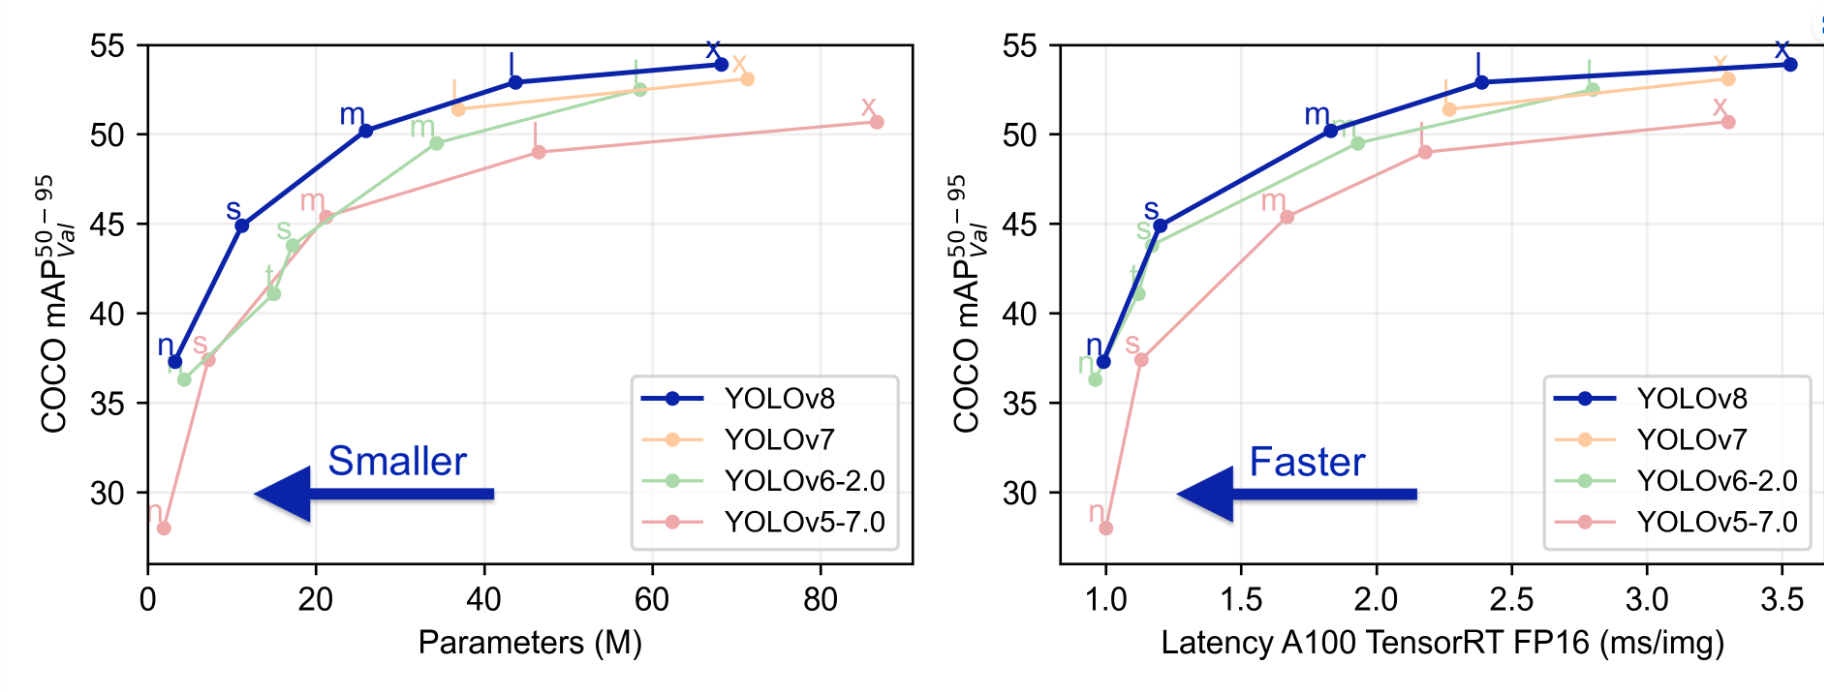 55
50
45
40
35
30
COCO mAP50-95 Val
n
s
m
l
x
l
x
n
t
s
m
l
n
s
m
l
x
Smaller
YOLOv8
YOLOv7
YOLOv6-2.0
YOLOv5-7.0
0 20 40 60 80
Parameters (M)
55
50
45
40
35
30
COCO mAP50-95 Val
n
s
m
l
x
l
x
n
t
s
m
l
n
s
m
l
x
Faster
YOLOv8
YOLOv7
YOLOv6-2.0
YOLOv5-7.0
1.0 1.5 2.0 2.5 3.0 3.5
Latency A100 TensorRT FP16 (ms/img)